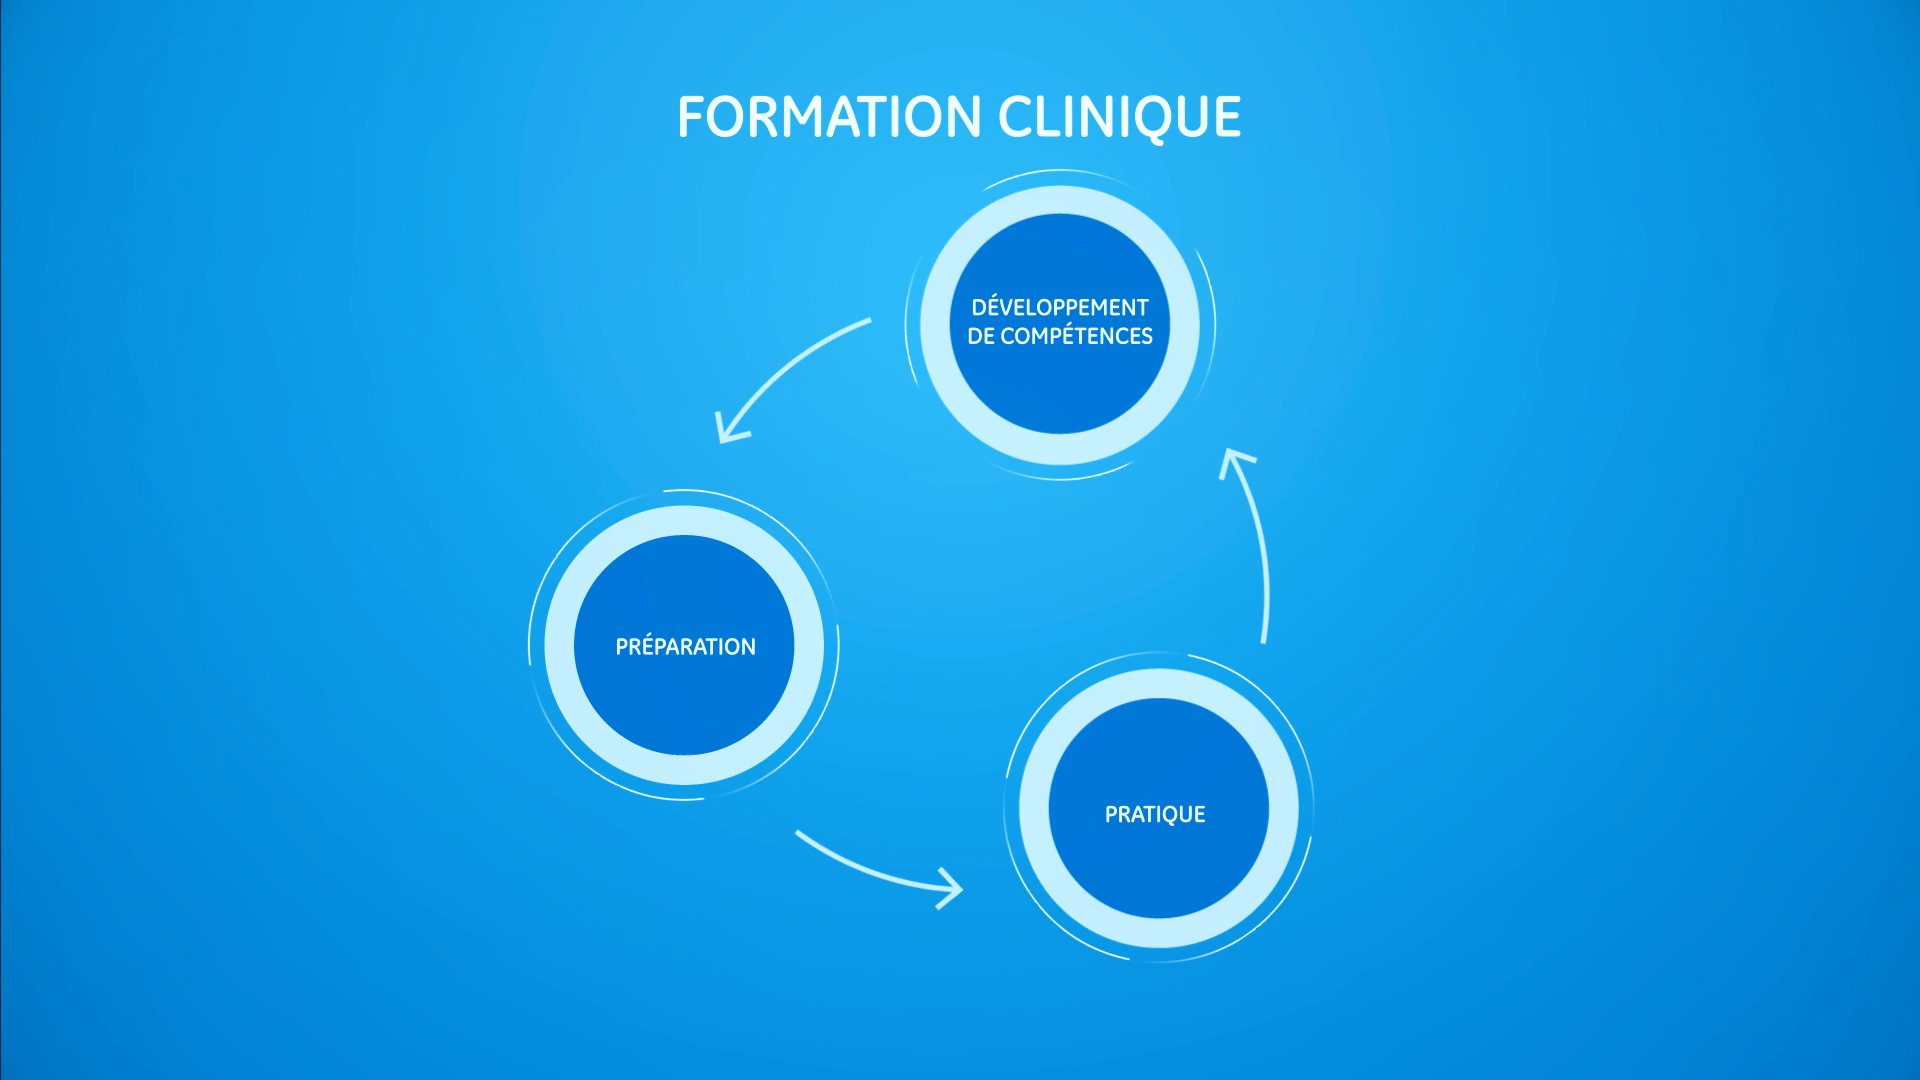 FORMATION CLINIQUE
DÉVELOPPEMENT
DE COMPÉTENCES
PRÉPARATION
PRATIQUE